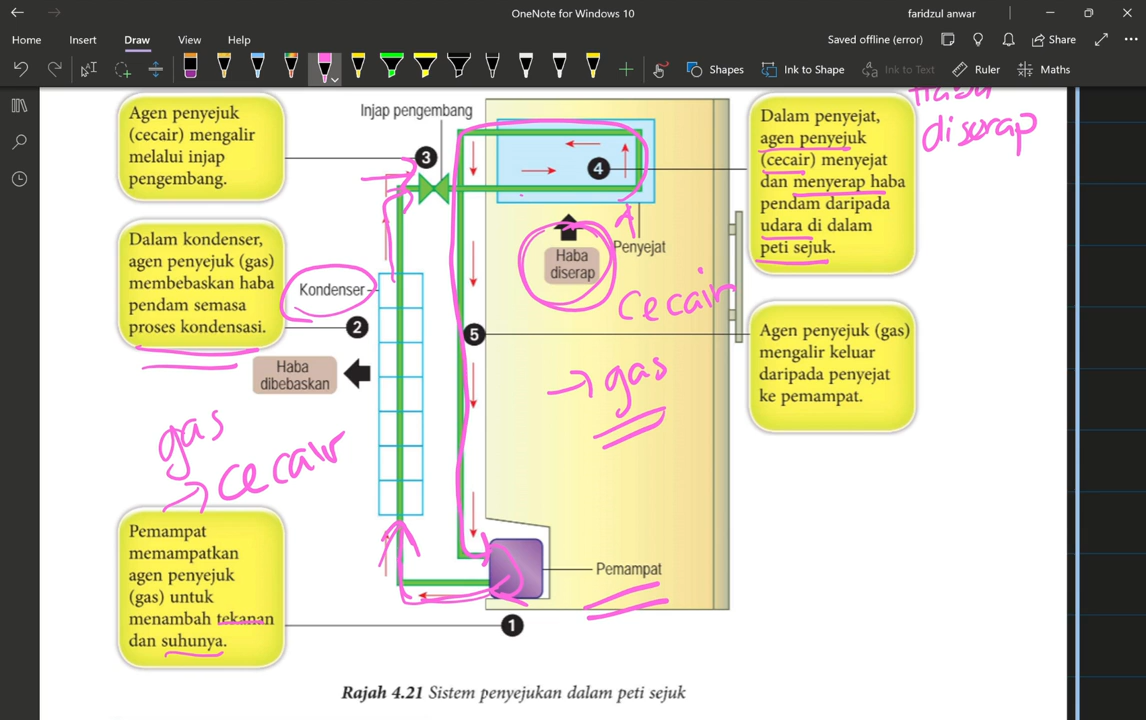 OneNote for Windows 10
faridzul anwar
Home
Insert
Draw
View
Help
Saved offline (error)
Share
Shapes
Ink to Shape
Ink to Text
Ruler
Maths
Agen penyejuk
(cecair) mengalir
melalui injap
pengembang.
Injap pengembang
3
4
Dalam penyejat,
agen penyejuk
(cecair) menyejat
dan menyerap haba
pendam daripada
udara di dalam
peti sejuk.
Haba
diserap
Dalam kondenser,
agen penyejuk (gas)
membebaskan haba
pendam semasa
proses kondensasi.
Kondenser
2
Haba
diserap
Penyejat
cecair
→ gas
5
Agen penyejuk (gas)
mengalir keluar
daripada penyejat
ke pemampat.
Haba
dibebaskan
gas
→ cecair
Pemampat
memampatkan
agen penyejuk
(gas) untuk
menambah tekanan
dan suhunya.
Pemampat
1
Rajah 4.21 Sistem penyejukan dalam peti sejuk